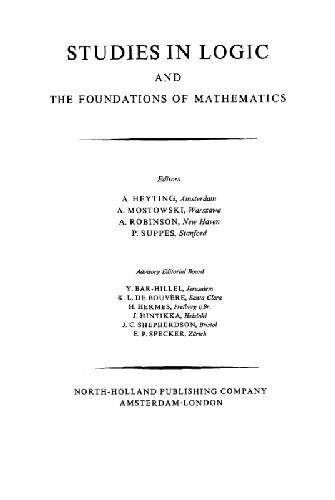 STUDIES IN LOGIC
AND
THE FOUNDATIONS OF MATHEMATICS
Editors
A. HEYTING, Amsterdam
A. MOSTOWSKI, Warszawa
A. ROBINSON, New Haven
P. SUPPES, Stanford
Advisory Editorial Board
Y. BAR-HILLEL, Jerusalem
K. L. DE BOUVÈRE, Santa Clara
H. HERMES, Freiburg i/Br.
J. HINTIKKA, Helsinki
J. C. SHEPHERDSON, Bristol
E. P. SPECKER, Zürich
NORTH-HOLLAND PUBLISHING COMPANY
AMSTERDAM-LONDON